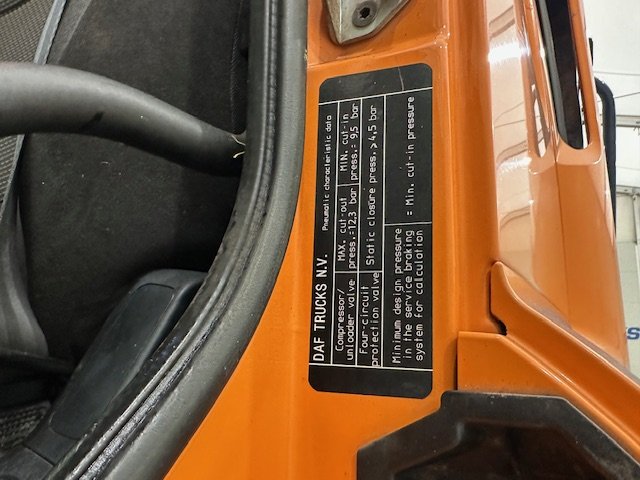 DAF TRUCKS N.V. Pneumatic characteristic data
Compressor/ MAX. cut-out MIN. cut-in
unloader valve press.=12,3 bar press.= 9,5 bar
Four-circuit Static closure press.>4,5 bar
protection valve
Minimum design pressure
in the service braking = Min. cut-in pressure
system for calculation